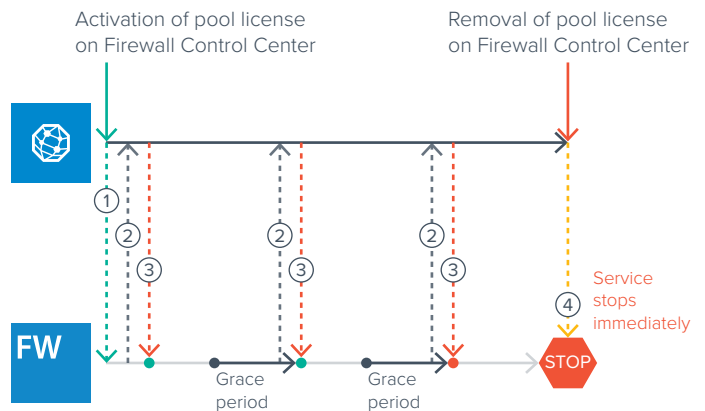 Activation of pool license
on Firewall Control Center
Removal of pool license
on Firewall Control Center
1
2
3
2
3
2
3
4
Service
stops
immediately
FW
Grace
period
Grace
period
STOP